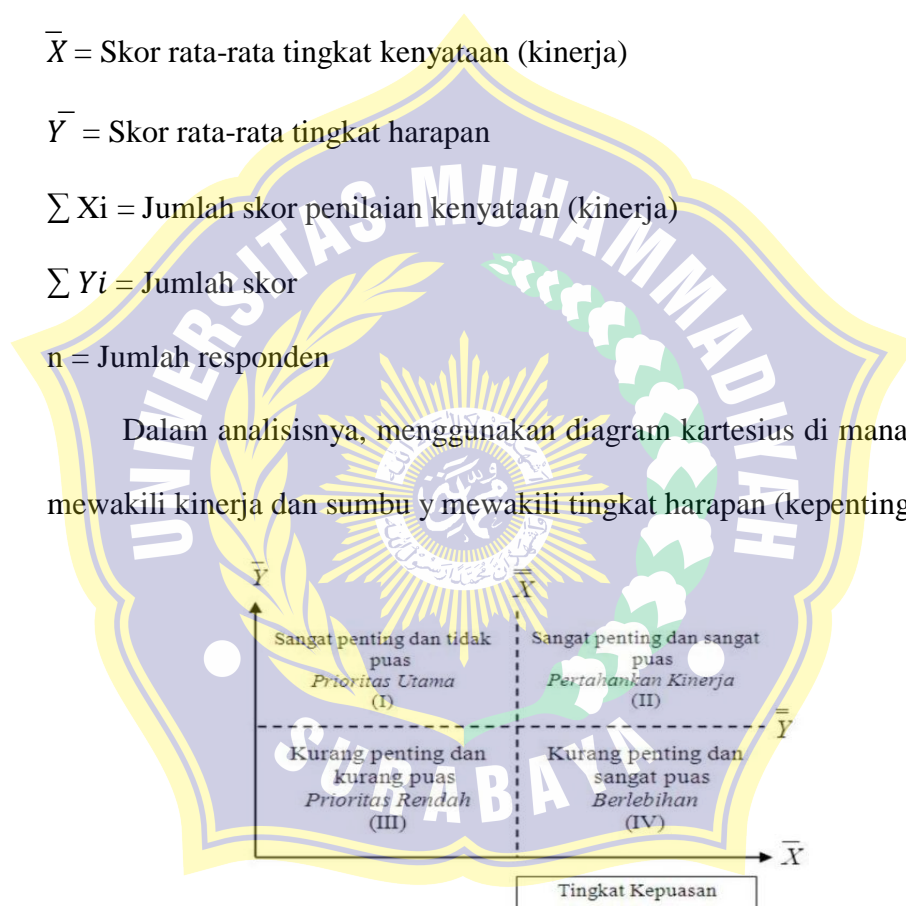 X̅ = Skor rata-rata tingkat kenyataan (kinerja)
Y̅ = Skor rata-rata tingkat harapan
∑ Xi = Jumlah skor penilaian kenyataan (kinerja)
∑ Yi = Jumlah skor
n = Jumlah responden
Dalam analisisnya, menggunakan diagram kartesius di mana
mewakili kinerja dan sumbu y mewakili tingkat harapan (kepenting
Y̅
X̿
Sangat penting dan tidak
puas
Prioritas Utama
(I)
Sangat penting dan sangat
puas
Pertahankan Kinerja
(II)
Y̿
Kurang penting dan
kurang puas
Prioritas Rendah
(III)
Kurang penting dan
sangat puas
Berlebihan
(IV)
X̅
Tingkat Kepuasan
UNIVERSITAS MUHAMMADIYAH
SURABAYA